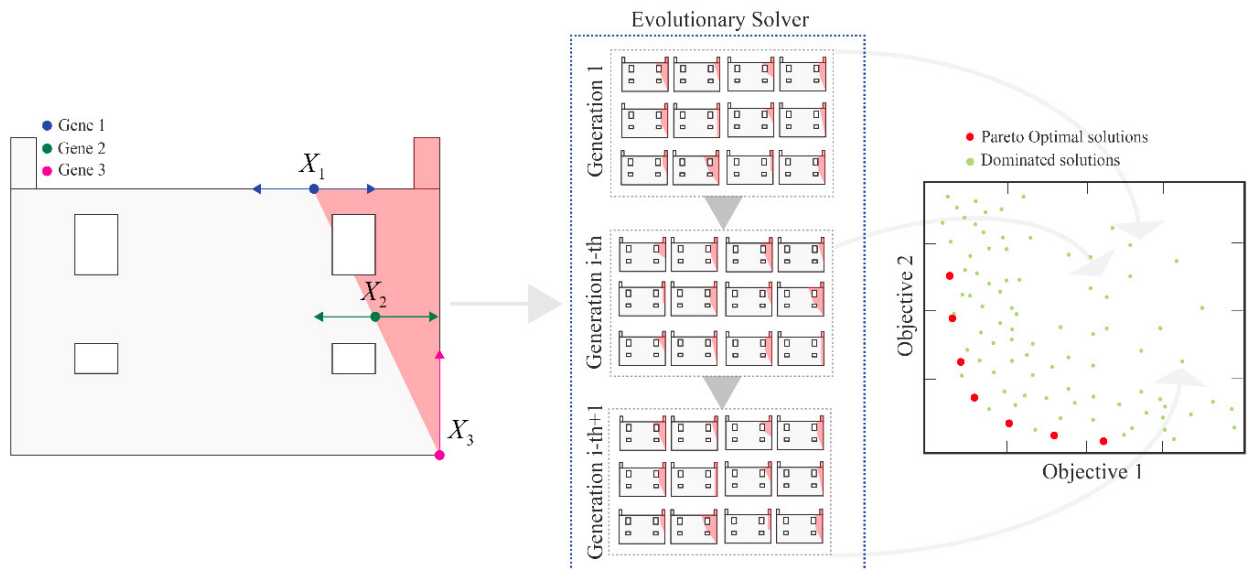 Evolutionary Solver
Gene 1
Gene 2
Gene 3
X1
X2
X3
Generation 1
Generation i-th
Generation i-th+1
Pareto Optimal solutions
Dominated solutions
Objective 2
Objective 1